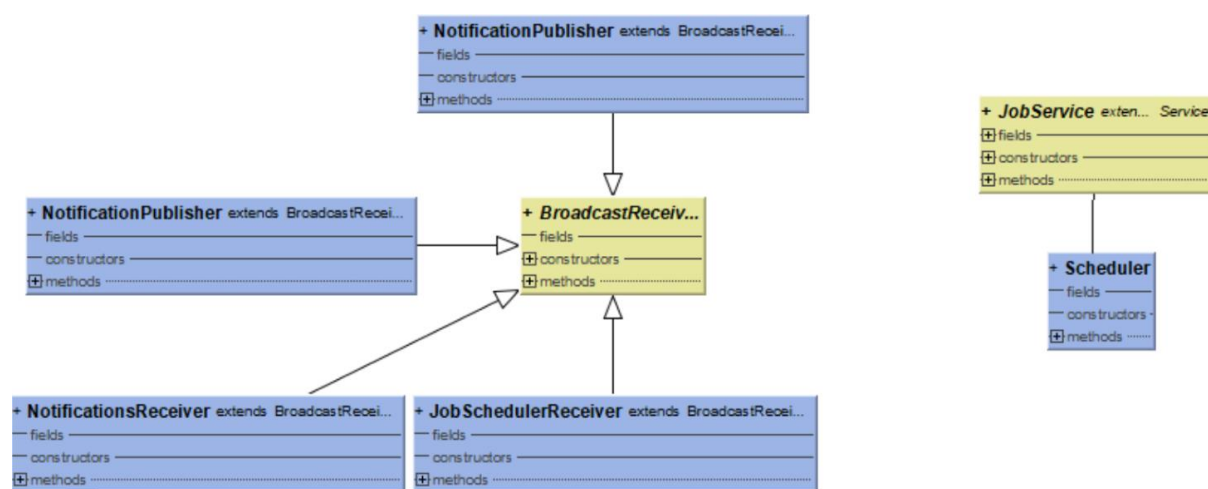 + NotificationPublisher extends BroadcastRecei...
fields
constructors
methods
+ JobService exten... Service
fields
constructors
methods
+ NotificationPublisher extends BroadcastRecei...
fields
constructors
methods
+ BroadcastReceiv...
fields
constructors
methods
+ Scheduler
fields
constructors
methods
+ NotificationsReceiver extends BroadcastRecei...
fields
constructors
methods
+ JobSchedulerReceiver extends BroadcastRecei...
fields
constructors
methods